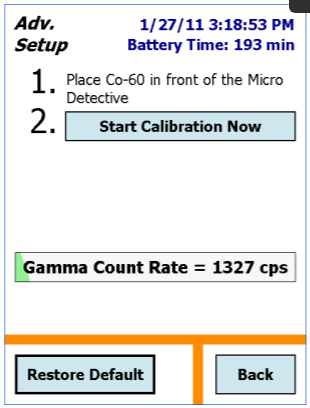 Adv.
Setup
1/27/11 3:18:53 PM
Battery Time: 193 min
1. Place Co-60 in front of the Micro
Detective
2. Start Calibration Now
Gamma Count Rate = 1327 cps
Restore Default
Back